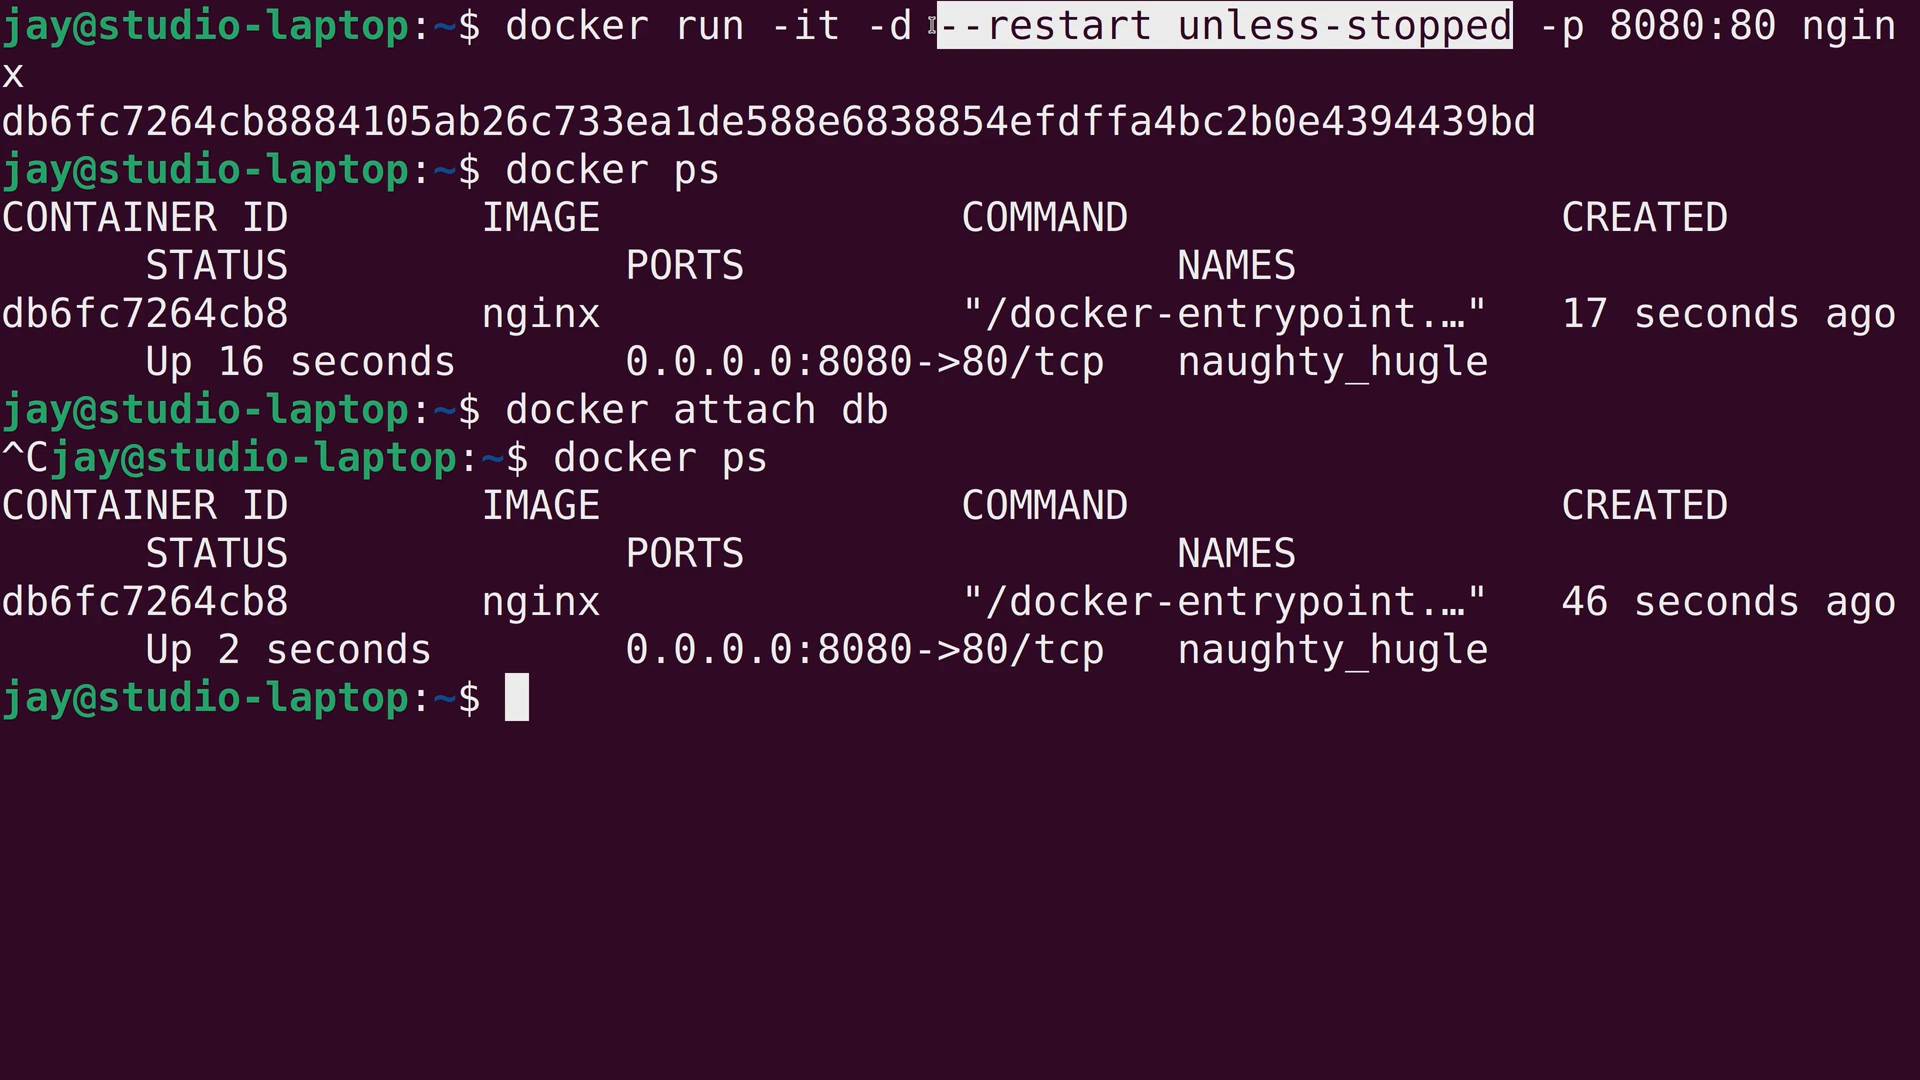 jay@studio-laptop:~$ docker run -it -d --restart unless-stopped -p 8080:80 ngin
x
db6fc7264cb8884105ab26c733ea1de588e6838854efdffa4bc2b0e4394439bd
jay@studio-laptop:~$ docker ps
CONTAINER ID        IMAGE               COMMAND                  CREATED
      STATUS              PORTS                  NAMES
db6fc7264cb8        nginx               "/docker-entrypoint.…"   17 seconds ago
      Up 16 seconds       0.0.0.0:8080->80/tcp   naughty_hugle
jay@studio-laptop:~$ docker attach db
^Cjay@studio-laptop:~$ docker ps
CONTAINER ID        IMAGE               COMMAND                  CREATED
      STATUS              PORTS                  NAMES
db6fc7264cb8        nginx               "/docker-entrypoint.…"   46 seconds ago
      Up 2 seconds        0.0.0.0:8080->80/tcp   naughty_hugle
jay@studio-laptop:~$